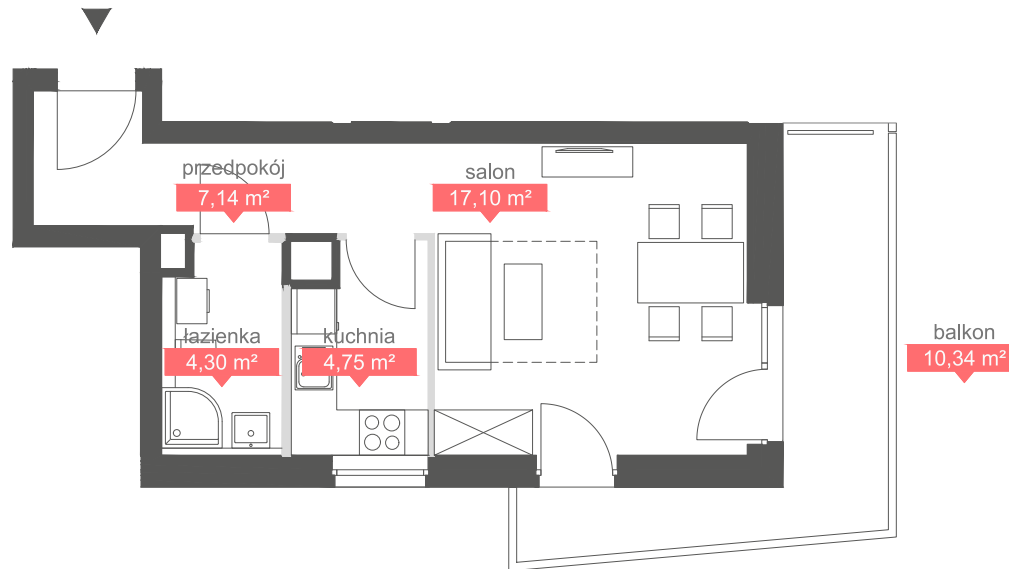 przedpokój
7,14 m²
salon
17,10 m²
łazienka
4,30 m²
kuchnia
4,75 m²
balkon
10,34 m²